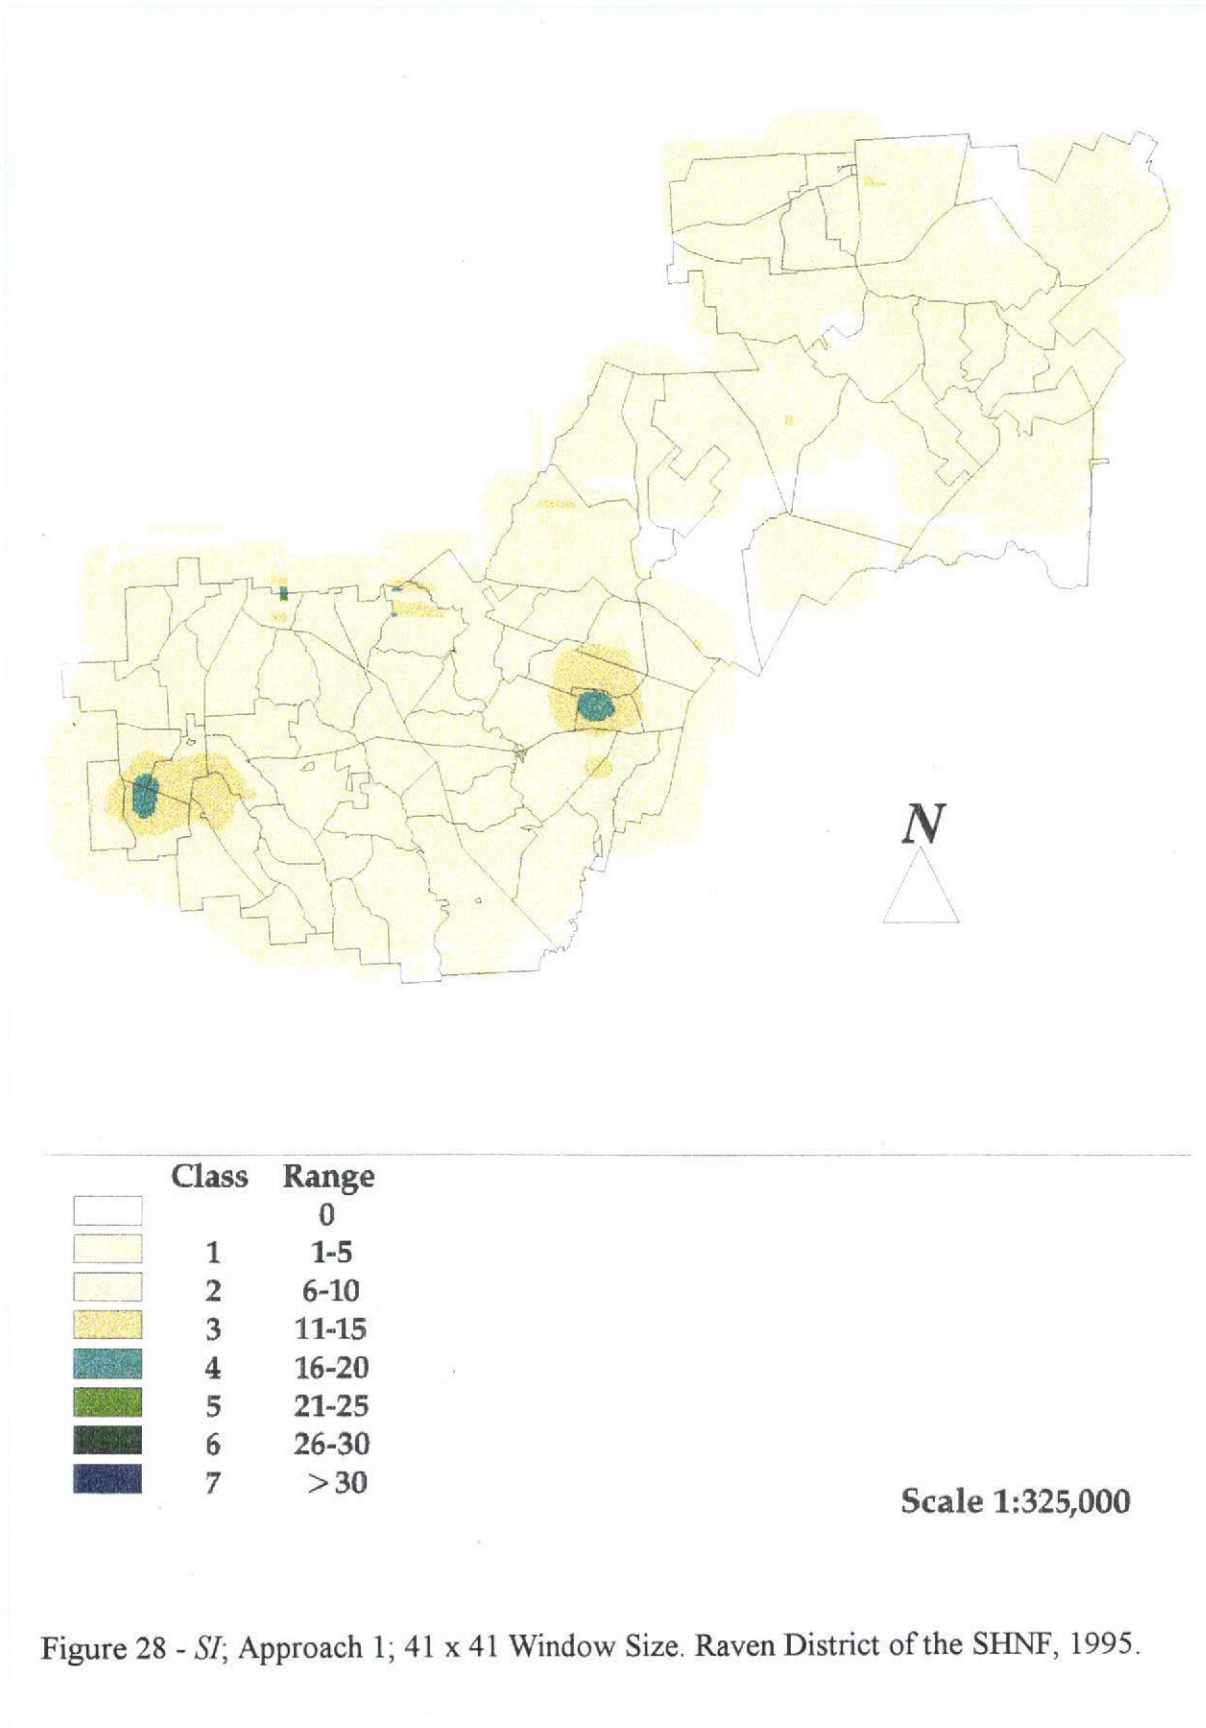 N
Class Range
0
1 1-5
2 6-10
3 11-15
4 16-20
5 21-25
6 26-30
7 >30
Scale 1:325,000
Figure 28 - SI; Approach 1; 41 x 41 Window Size. Raven District of the SHNF, 1995.